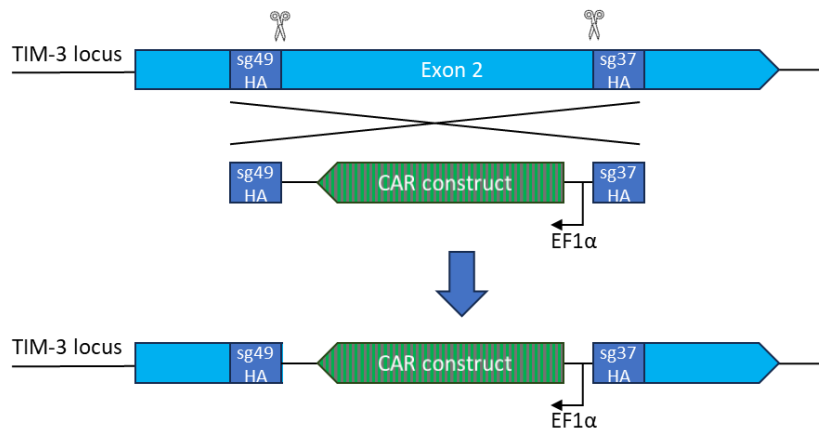 TIM-3 locus
sg49
HA
Exon 2
sg37
HA
sg49
HA
CAR construct
sg37
HA
EF1α
TIM-3 locus
sg49
HA
CAR construct
sg37
HA
EF1α